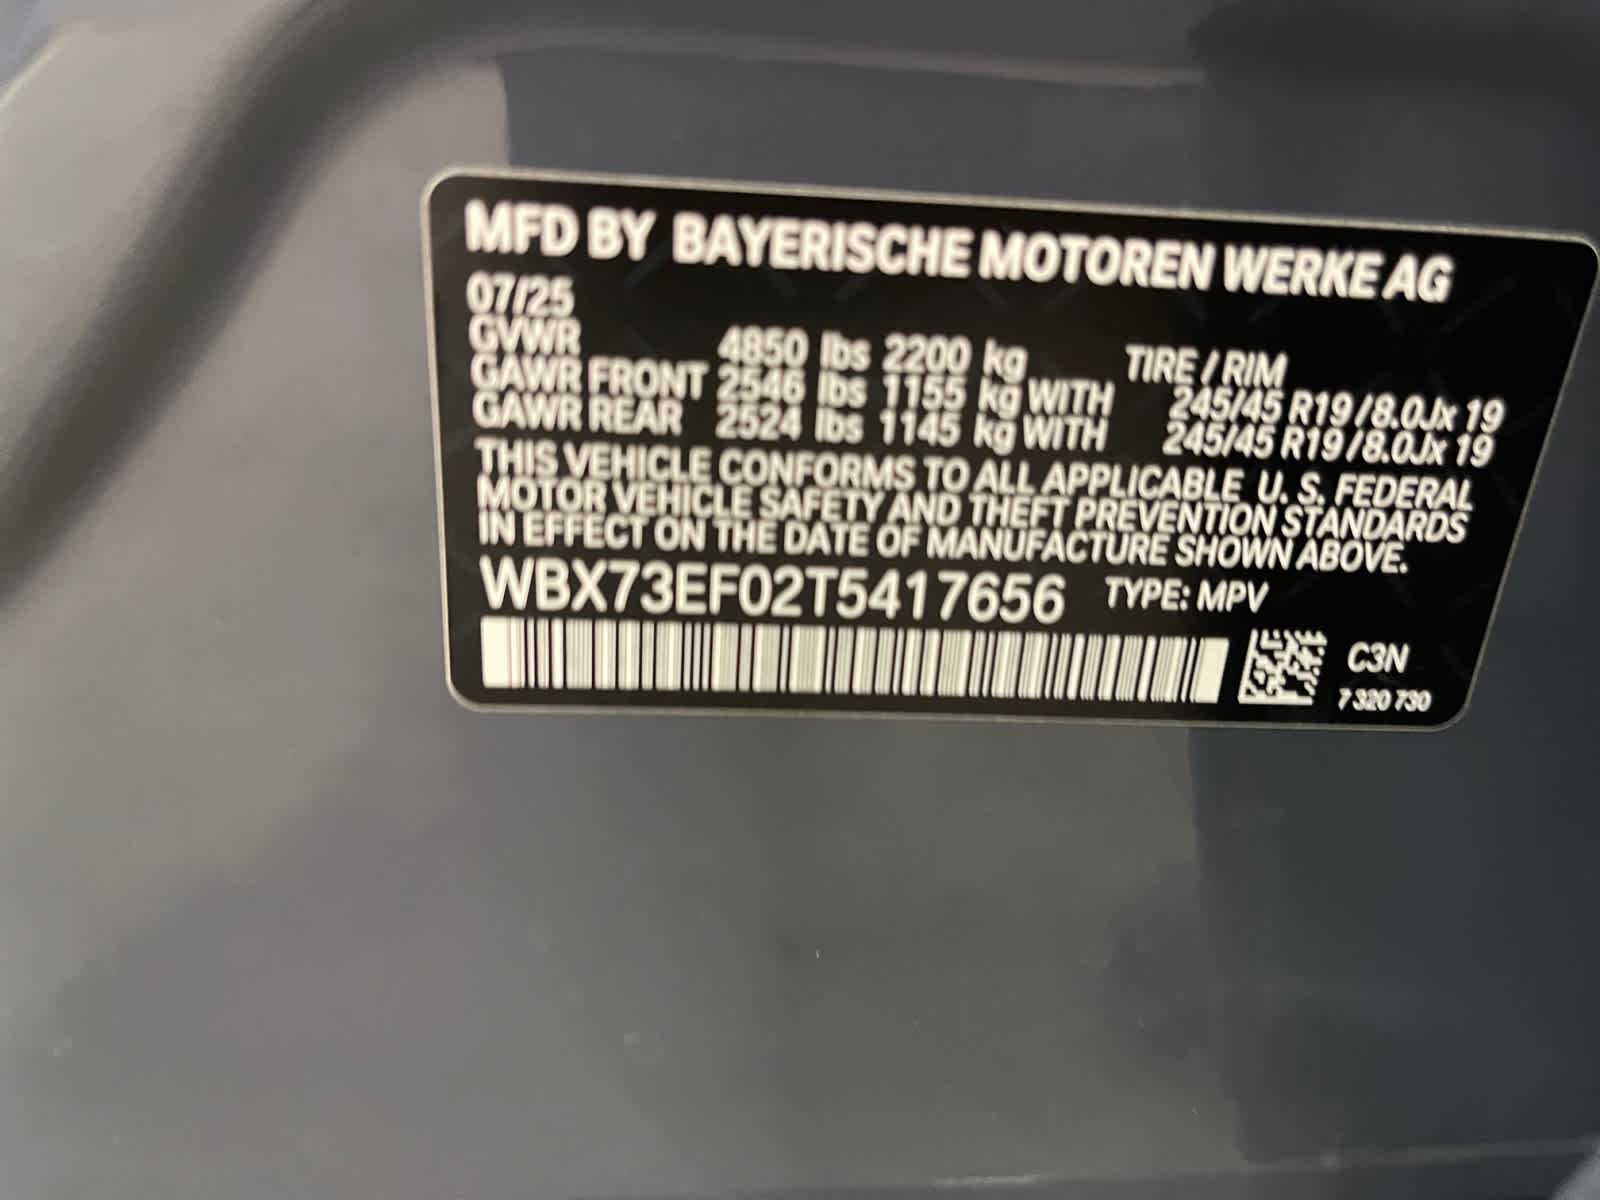 MFD BY BAYERISCHE MOTOREN WERKE AG
07/25
GVWR 4850 lbs 2200 kg TIRE / RIM
GAWR FRONT 2546 lbs 1155 kg WITH 245/45 R19 /8.0Jx 19
GAWR REAR 2524 lbs 1145 kg WITH 245/45 R19 /8.0Jx 19
THIS VEHICLE CONFORMS TO ALL APPLICABLE U. S. FEDERAL
MOTOR VEHICLE SAFETY AND THEFT PREVENTION STANDARDS
IN EFFECT ON THE DATE OF MANUFACTURE SHOWN ABOVE.
WBX73EF02T5417656 TYPE: MPV
C3N
7 320 730